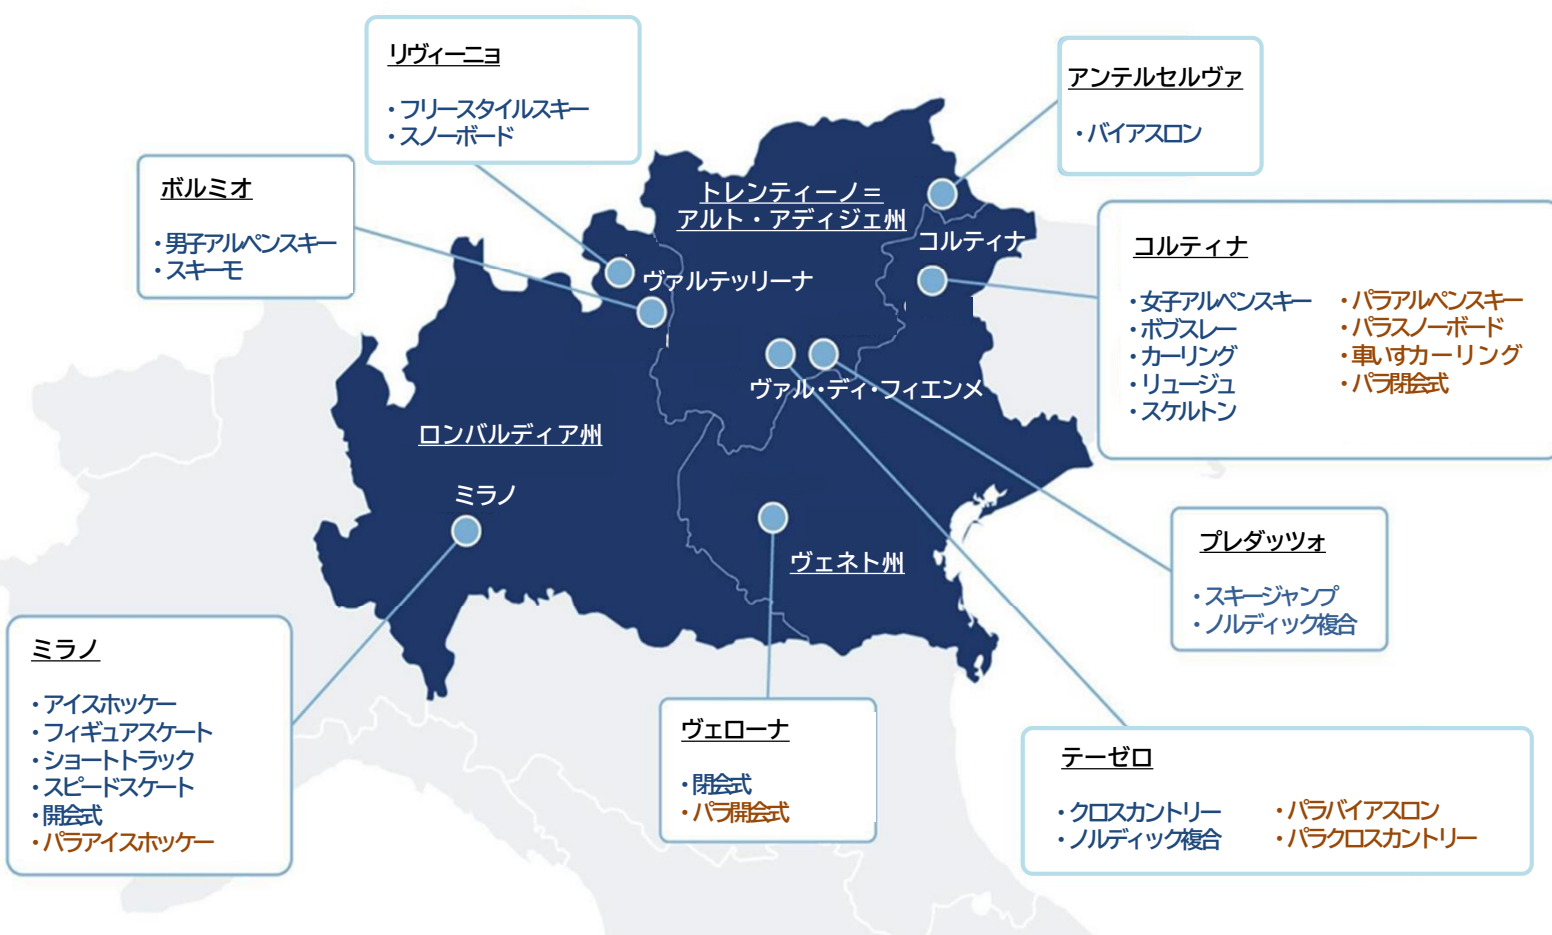 リヴィーニョ
・フリースタイルスキー
・スノーボード
アンテルセルヴァ
・バイアスロン
ボルミオ
・男子アルペンスキー
・スキーモ
トレンティーノ＝
アルト・アディジェ州
コルティナ
ヴァルテッリーナ
コルティナ
・女子アルペンスキー
・ボブスレー
・カーリング
・リュージュ
・スケルトン
・パラアルペンスキー
・パラスノーボード
・車いすカーリング
・パラ閉会式
ヴァル・ディ・フィエンメ
ロンバルディア州
ミラノ
ヴェネト州
プレダッツォ
・スキージャンプ
・ノルディック複合
ミラノ
・アイスホッケー
・フィギュアスケート
・ショートトラック
・スピードスケート
・開会式
・パラアイスホッケー
ヴェローナ
・閉会式
・パラ開会式
テーゼロ
・クロスカントリー
・ノルディック複合
・パラバイアスロン
・パラクロスカントリー